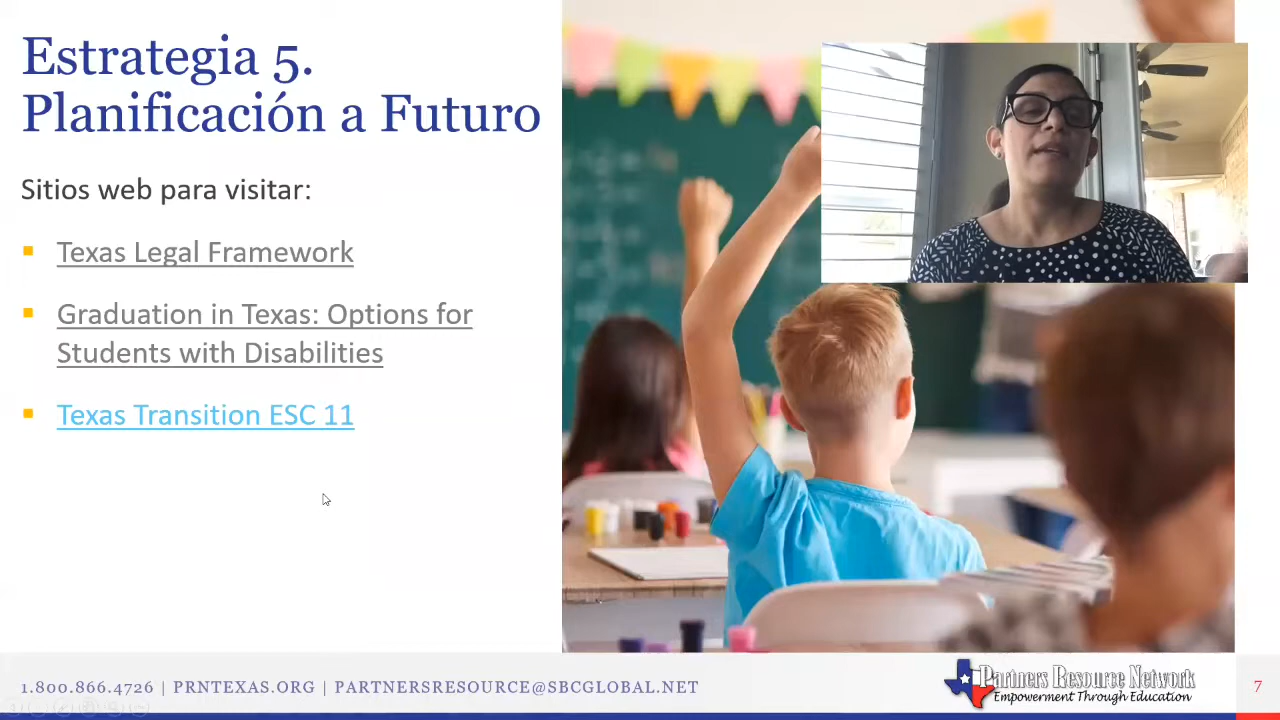 Estrategia 5.
Planificación a Futuro
Sitios web para visitar:
Texas Legal Framework
Graduation in Texas: Options for
Students with Disabilities
Texas Transition ESC 11
1.800.866.4726 | PRNTEXAS.ORG | PARTNERSRESOURCE@SBCGLOBAL.NET
Partners Resource Network
Empowerment Through Education
7